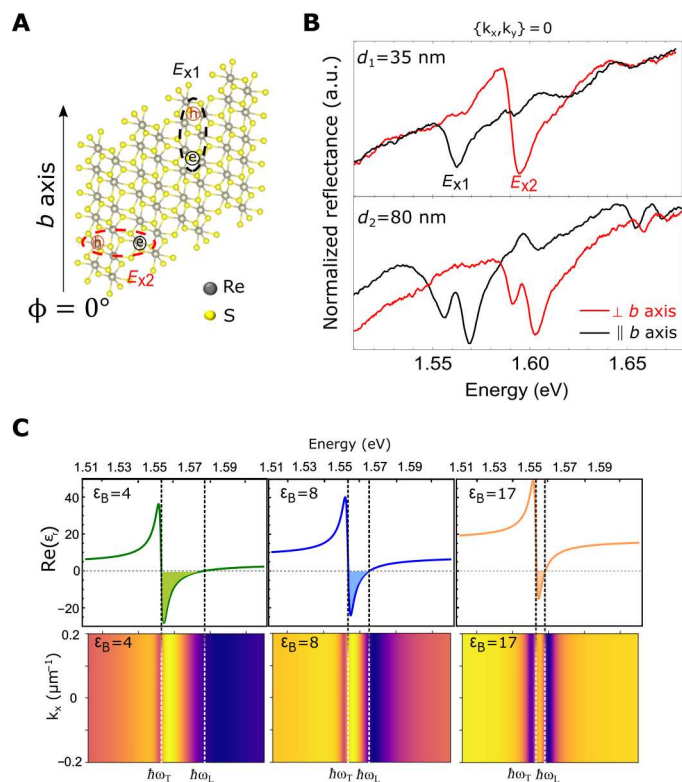 A
E_x1
h
e
b axis
h
e
E_x2
Re
S
ϕ = 0°
B
{k_x,k_y} = 0
d_1=35 nm
E_x1
E_x2
d_2=80 nm
⊥ b axis
|| b axis
Normalized reflectance (a.u.)
1.55
1.60
1.65
Energy (eV)
C
Energy (eV)
1.51 1.53 1.55 1.57 1.59 1.51 1.53 1.55 1.57 1.59 1.51 1.53 1.55 1.57 1.59
ε_B=4
ε_B=8
ε_B=17
Re(ε_r)
40
20
0
-20
ε_B=4
ε_B=8
ε_B=17
k_x (μm⁻¹)
0.2
0
-0.2
ħω_T ħω_L ħω_T ħω_L ħω_T ħω_L